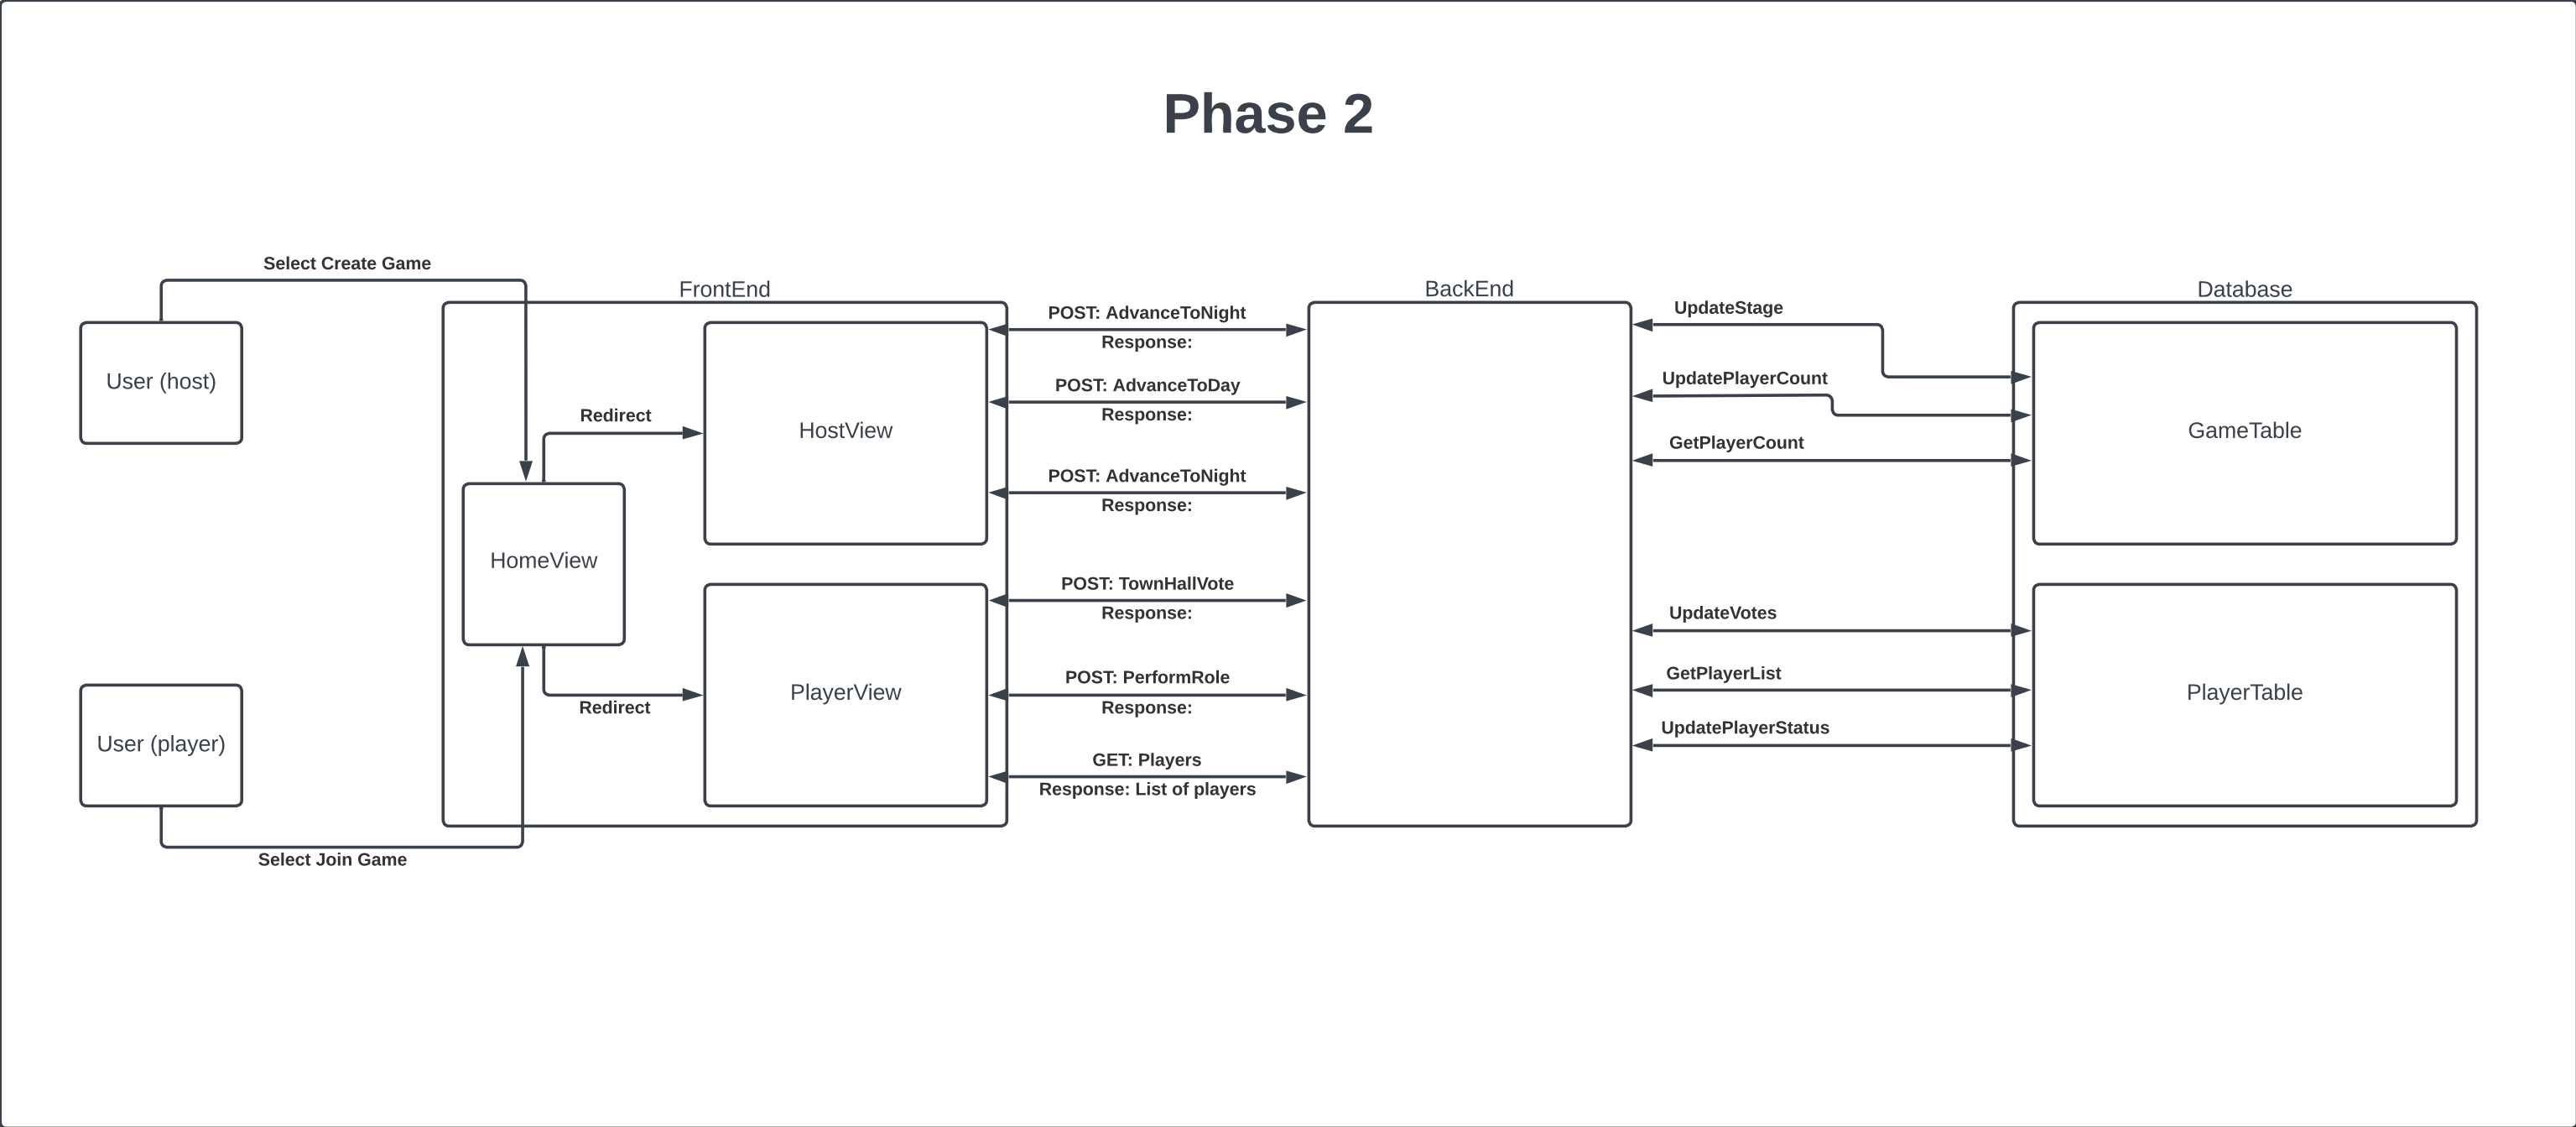 Phase 2
Select Create Game
FrontEnd
BackEnd
Database
User (host)
HomeView
Redirect
HostView
Redirect
PlayerView
User (player)
Select Join Game
POST: AdvanceToNight
Response:
POST: AdvanceToDay
Response:
POST: AdvanceToNight
Response:
POST: TownHallVote
Response:
POST: PerformRole
Response:
GET: Players
Response: List of players
UpdateStage
UpdatePlayerCount
GetPlayerCount
UpdateVotes
GetPlayerList
UpdatePlayerStatus
GameTable
PlayerTable